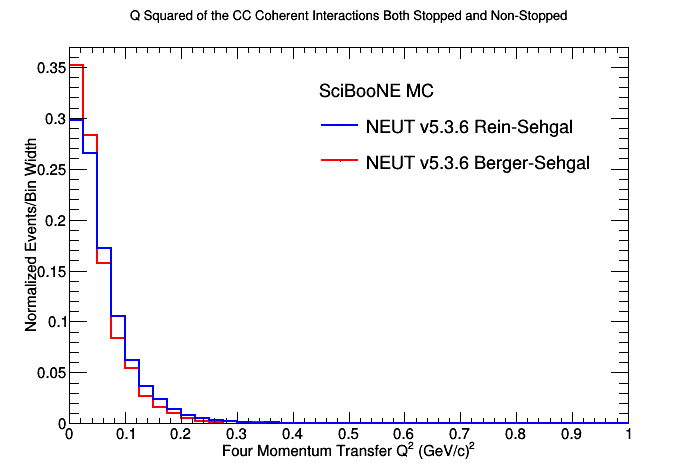 Q Squared of the CC Coherent Interactions Both Stopped and Non-Stopped
Normalized Events/Bin Width
0.35
0.3
0.25
0.2
0.15
0.1
0.05
0
SciBooNE MC
NEUT v5.3.6 Rein-Sehgal
NEUT v5.3.6 Berger-Sehgal
0 0.1 0.2 0.3 0.4 0.5 0.6 0.7 0.8 0.9 1
Four Momentum Transfer Q² (GeV/c)²